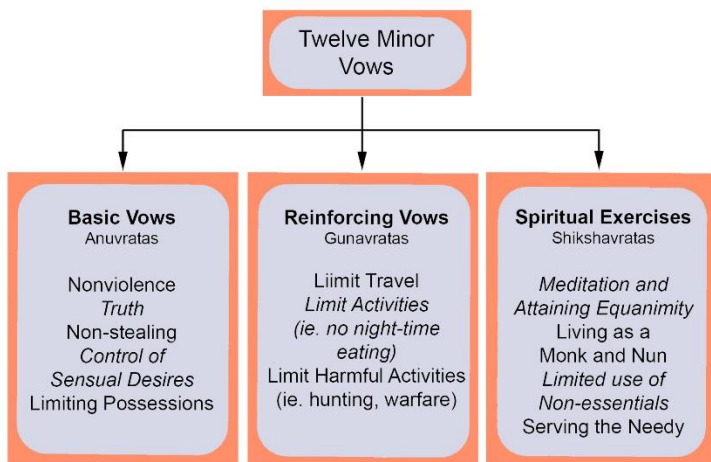 Twelve Minor
Vows
Basic Vows
Anuvratas
Nonviolence
Truth
Non-stealing
Control of
Sensual Desires
Limiting Possessions
Reinforcing Vows
Gunavratas
Liimit Travel
Limit Activities
(ie. no night-time
eating)
Limit Harmful Activities
(ie. hunting, warfare)
Spiritual Exercises
Shikshavratas
Meditation and
Attaining Equanimity
Living as a
Monk and Nun
Limited use of
Non-essentials
Serving the Needy